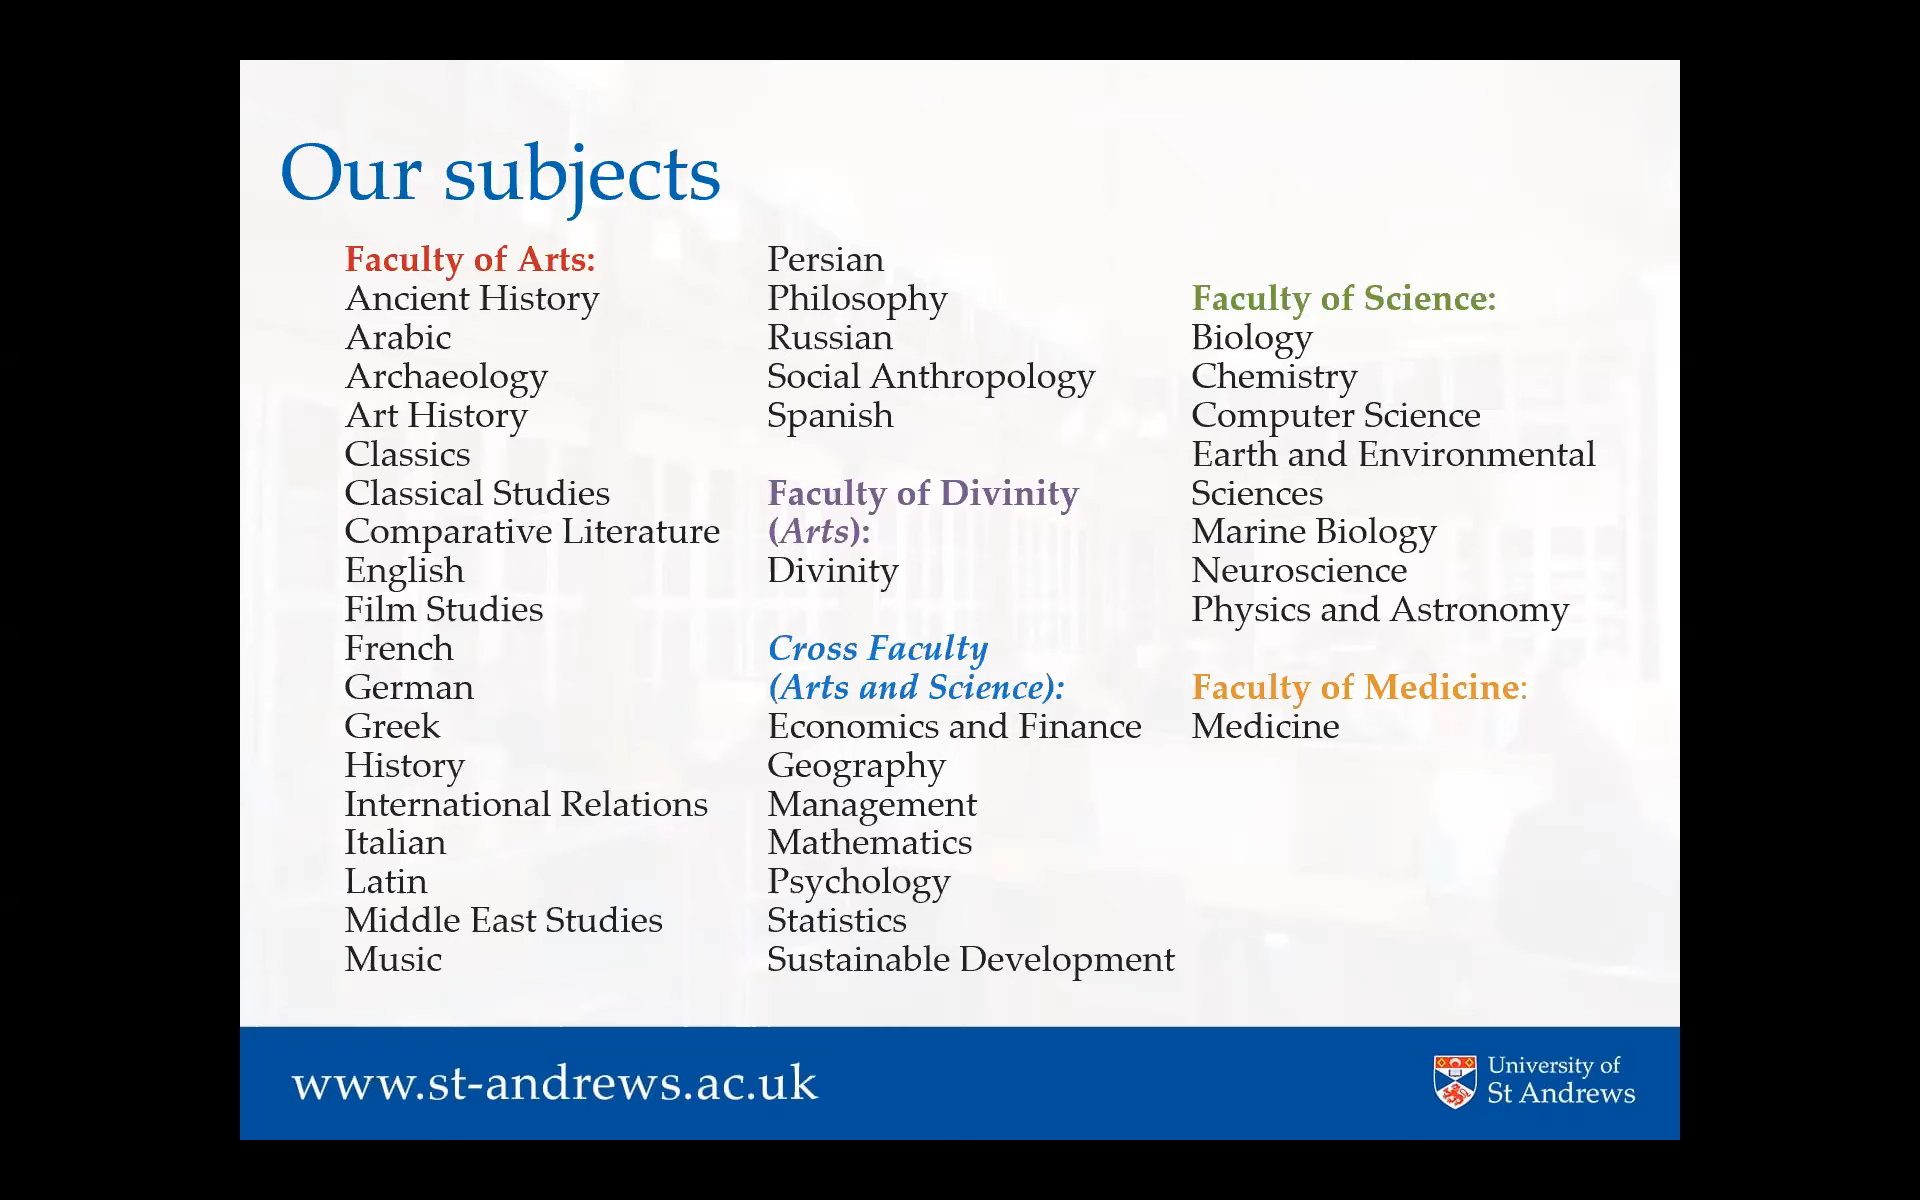 Our subjects
Faculty of Arts:
Ancient History
Arabic
Archaeology
Art History
Classics
Classical Studies
Comparative Literature
English
Film Studies
French
German
Greek
History
International Relations
Italian
Latin
Middle East Studies
Music
Persian
Philosophy
Russian
Social Anthropology
Spanish
Faculty of Divinity
(Arts):
Divinity
Cross Faculty
(Arts and Science):
Economics and Finance
Geography
Management
Mathematics
Psychology
Statistics
Sustainable Development
Faculty of Science:
Biology
Chemistry
Computer Science
Earth and Environmental
Sciences
Marine Biology
Neuroscience
Physics and Astronomy
Faculty of Medicine:
Medicine
www.st-andrews.ac.uk
University of
St Andrews